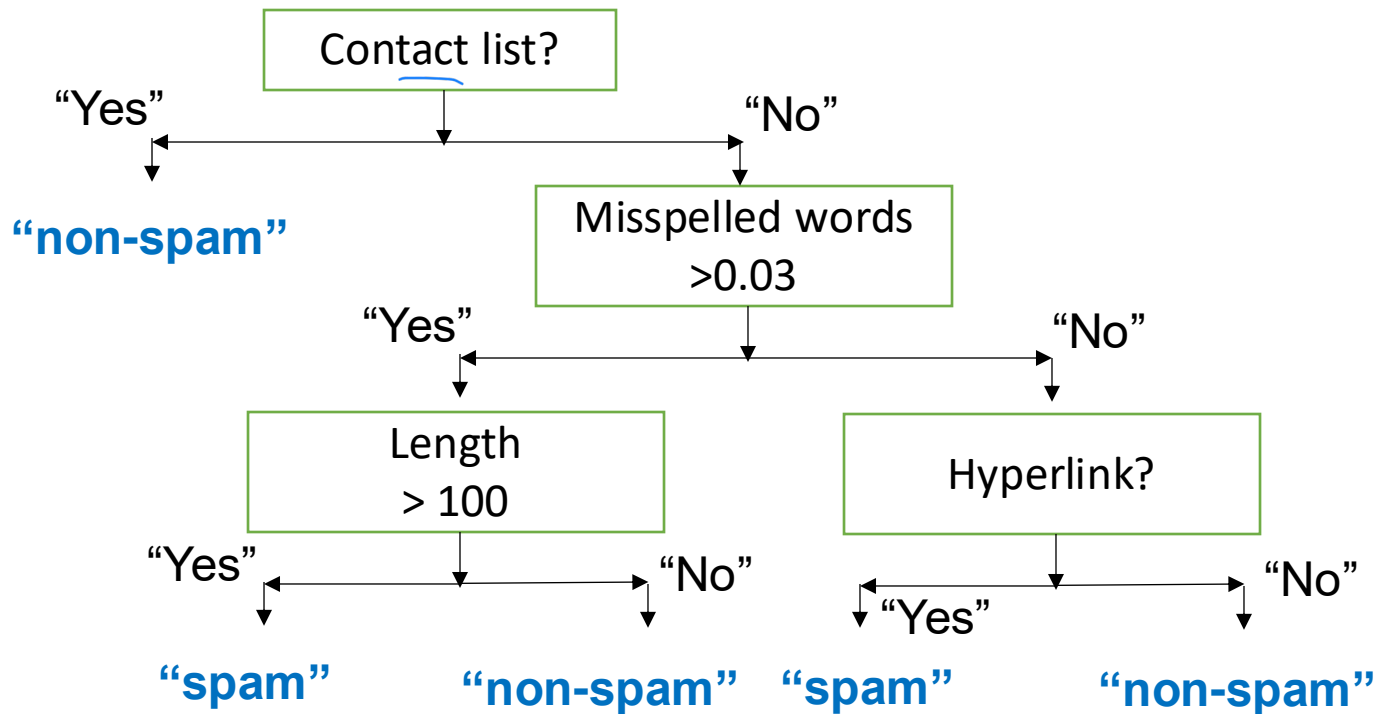 Contact list?
“Yes”
“No”
“non-spam”
Misspelled words
>0.03
“Yes”
“No”
Length
> 100
Hyperlink?
“Yes”
“No”
“Yes”
“No”
“spam”
“non-spam”
“spam”
“non-spam”